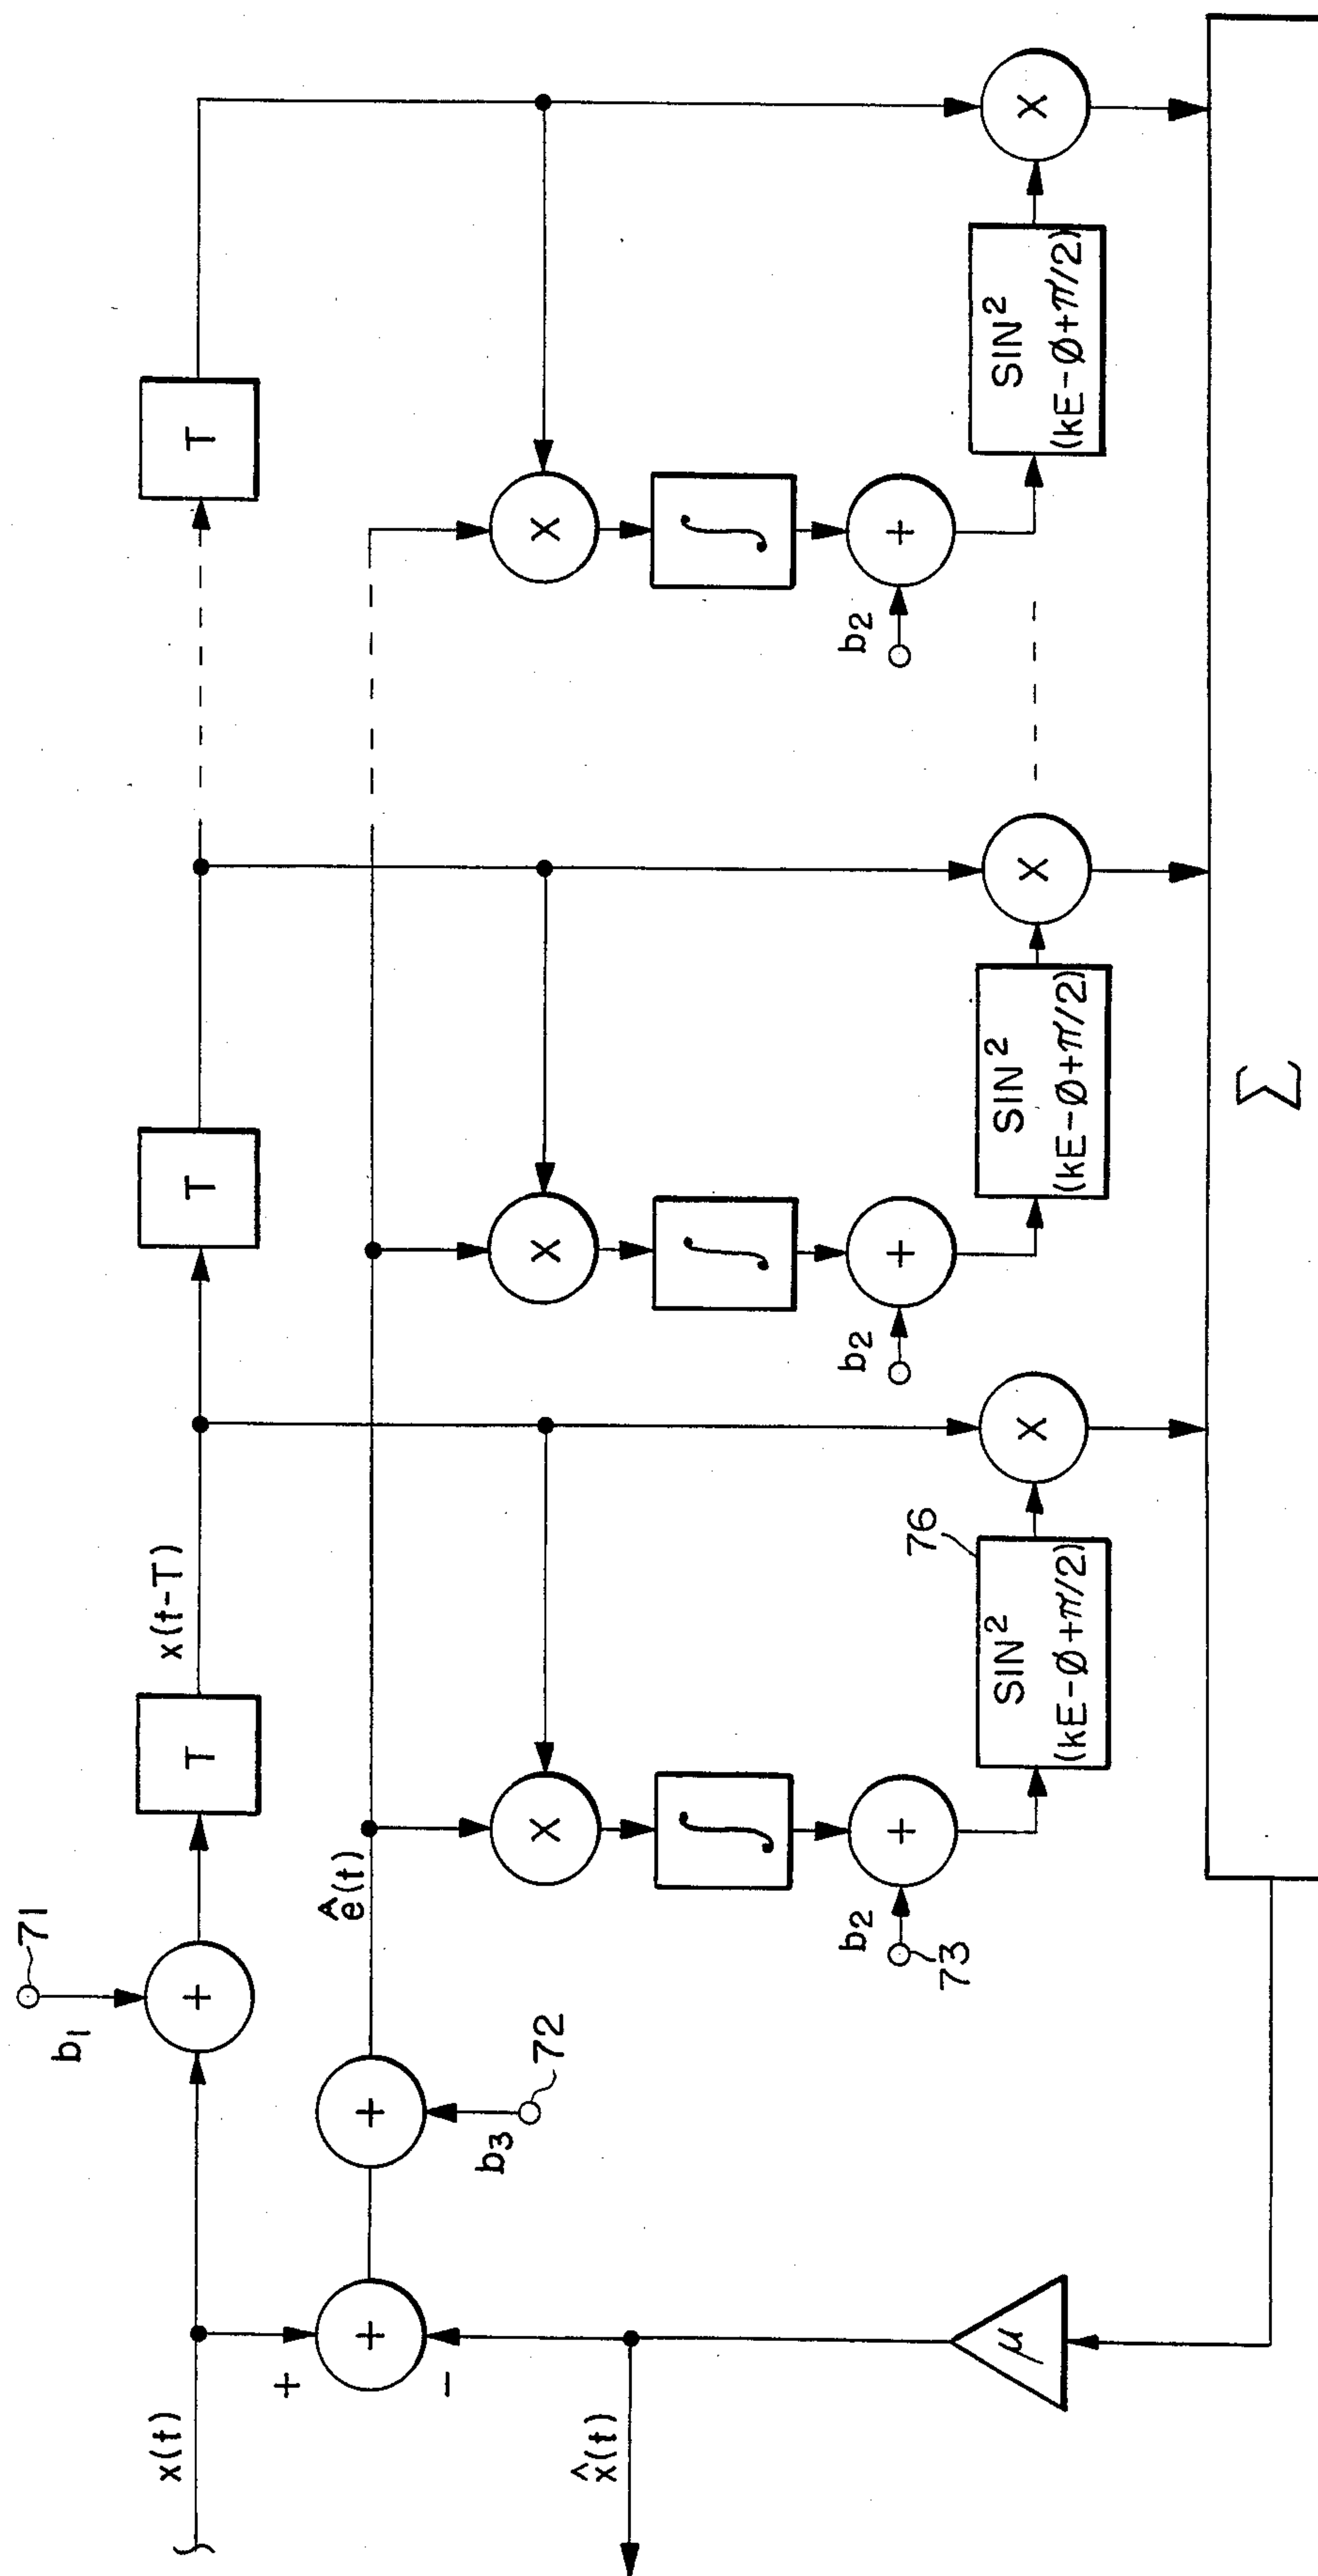 x(t)
b1
71
T
x(t-T)
T
T
+
+
-
+
b3
72
+
ê(t)
X
X
X
∫
∫
∫
x̂(t)
b2
73
+
b2
+
b2
+
76
SIN²
(kE-Ø+π/2)
X
SIN²
(kE-Ø+π/2)
X
SIN²
(kE-Ø+π/2)
X
μ
Σ